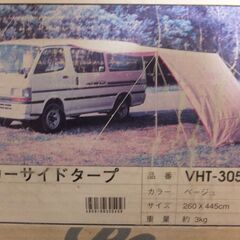 ーサイドタープ
品番 VHT-305
カラー ベージュ
サイズ 260 X 445cm
重量 約 3kg